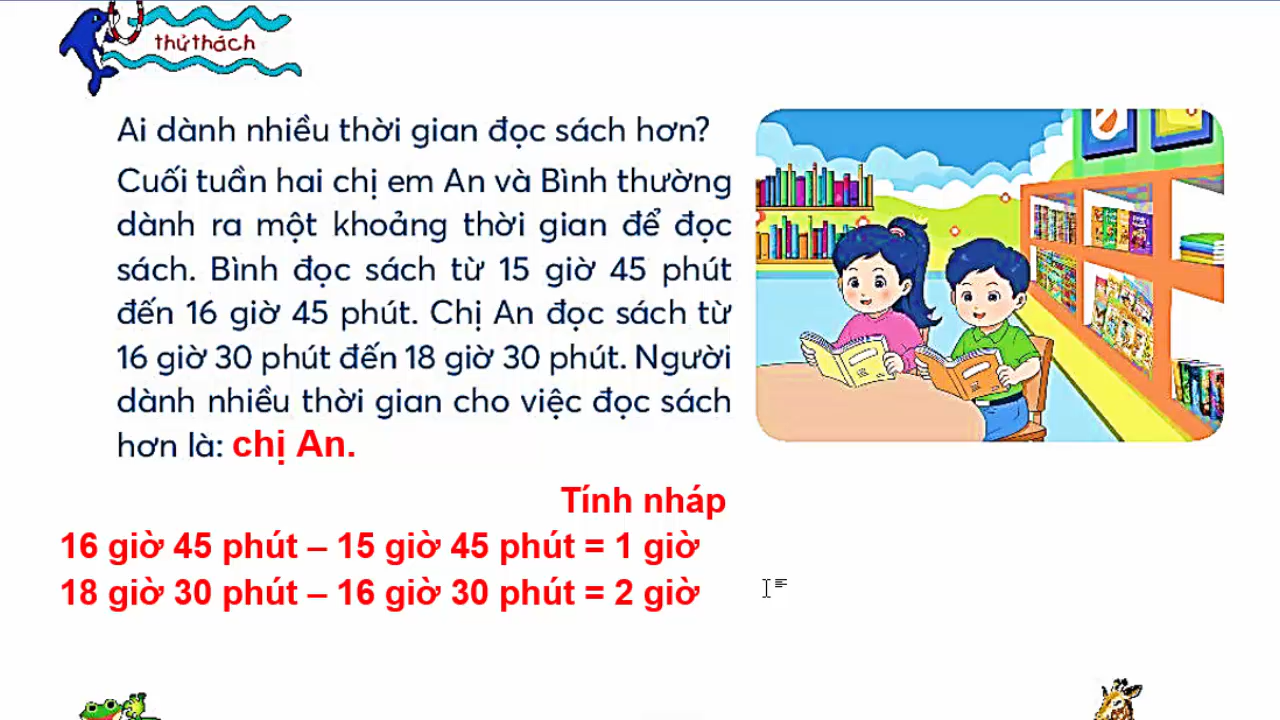 thử thách
Ai dành nhiều thời gian đọc sách hơn?
Cuối tuần hai chị em An và Bình thường
dành ra một khoảng thời gian để đọc
sách. Bình đọc sách từ 15 giờ 45 phút
đến 16 giờ 45 phút. Chị An đọc sách từ
16 giờ 30 phút đến 18 giờ 30 phút. Người
dành nhiều thời gian cho việc đọc sách
hơn là: chị An.
Tính nháp
16 giờ 45 phút – 15 giờ 45 phút = 1 giờ
18 giờ 30 phút – 16 giờ 30 phút = 2 giờ